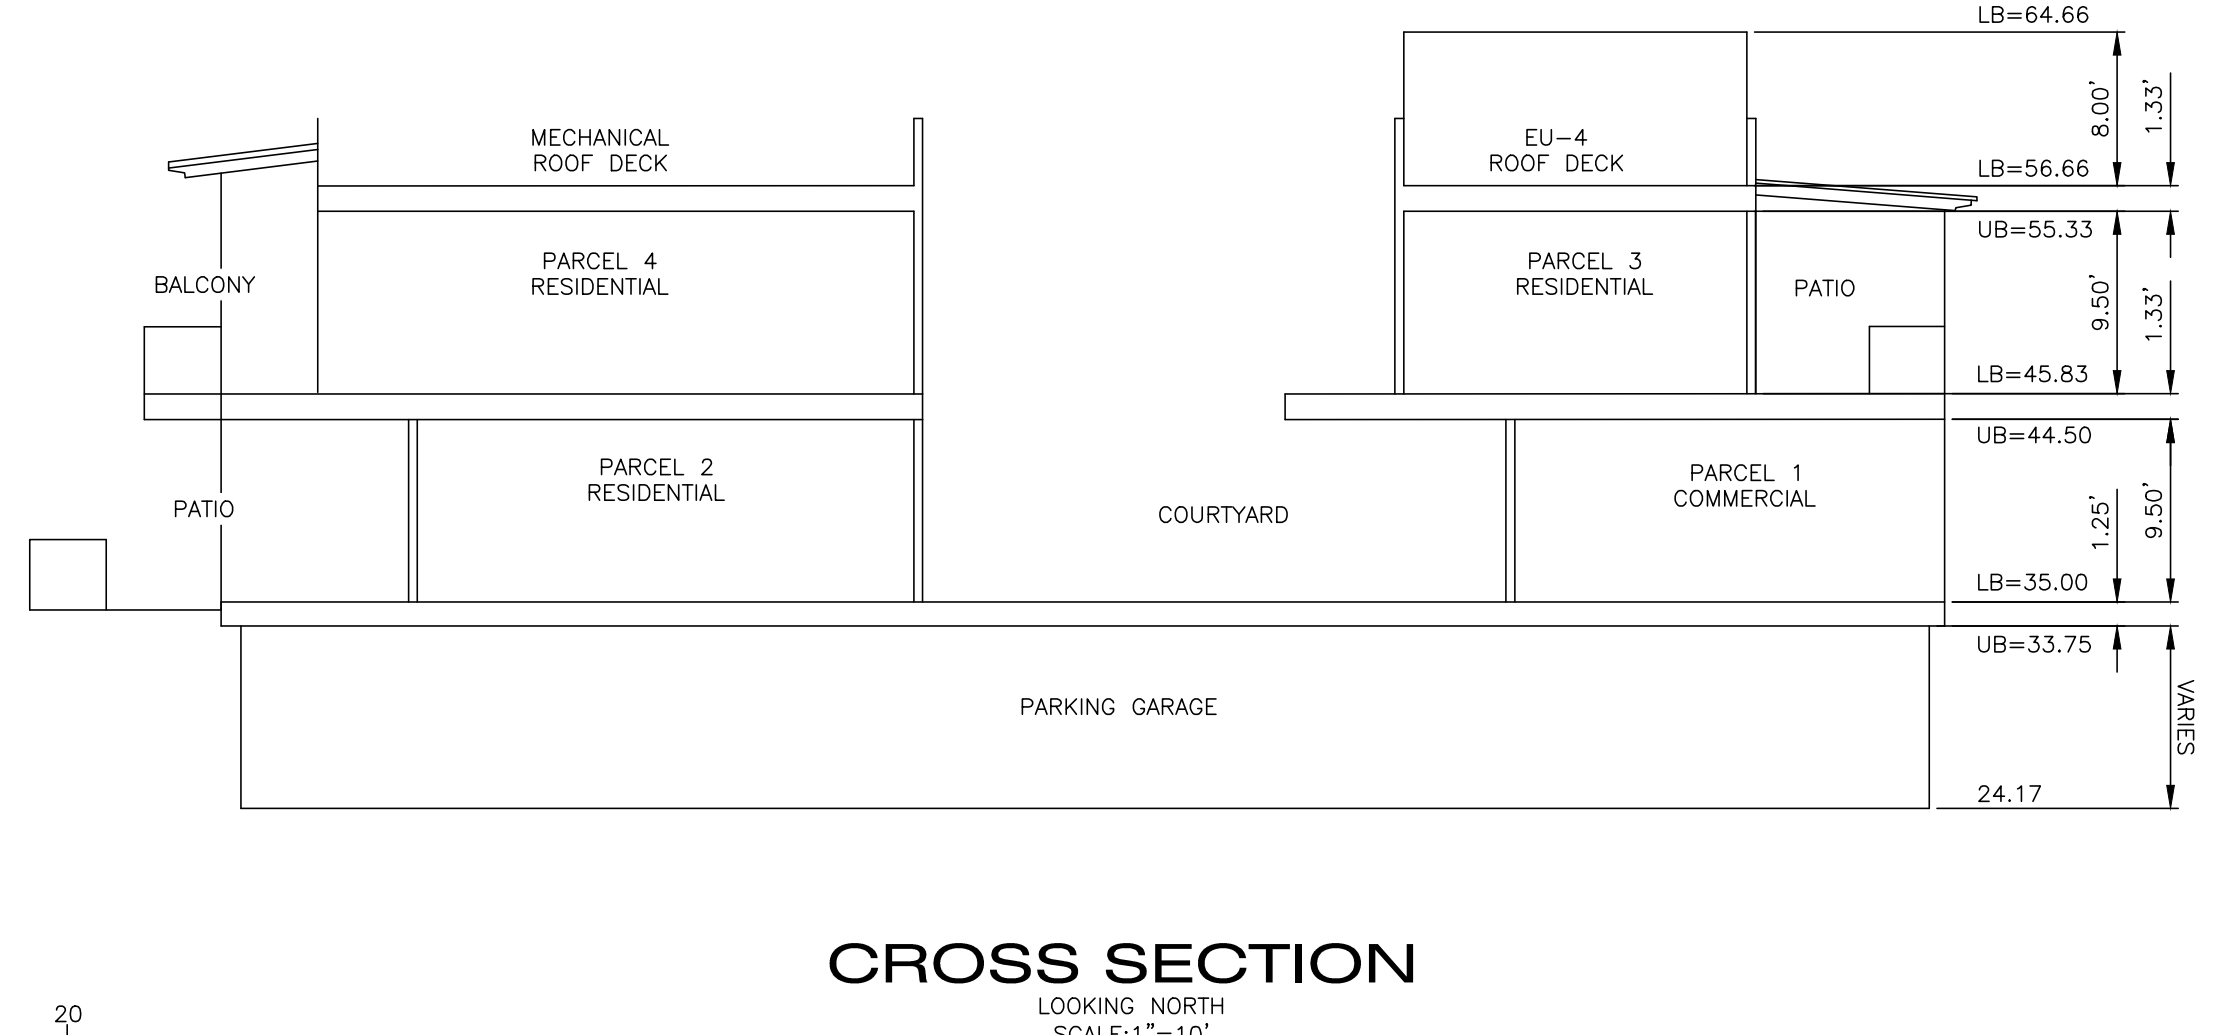 LB=64.66
8.00'
1.33'
MECHANICAL
ROOF DECK
EU-4
ROOF DECK
LB=56.66
UB=55.33
PARCEL 4
RESIDENTIAL
PARCEL 3
RESIDENTIAL
BALCONY
PATIO
9.50'
1.33'
LB=45.83
UB=44.50
PARCEL 2
RESIDENTIAL
PARCEL 1
COMMERCIAL
PATIO
COURTYARD
1.25'
9.50'
LB=35.00
UB=33.75
PARKING GARAGE
VARIES
24.17
CROSS SECTION
LOOKING NORTH
SCALE:1"=10'
20